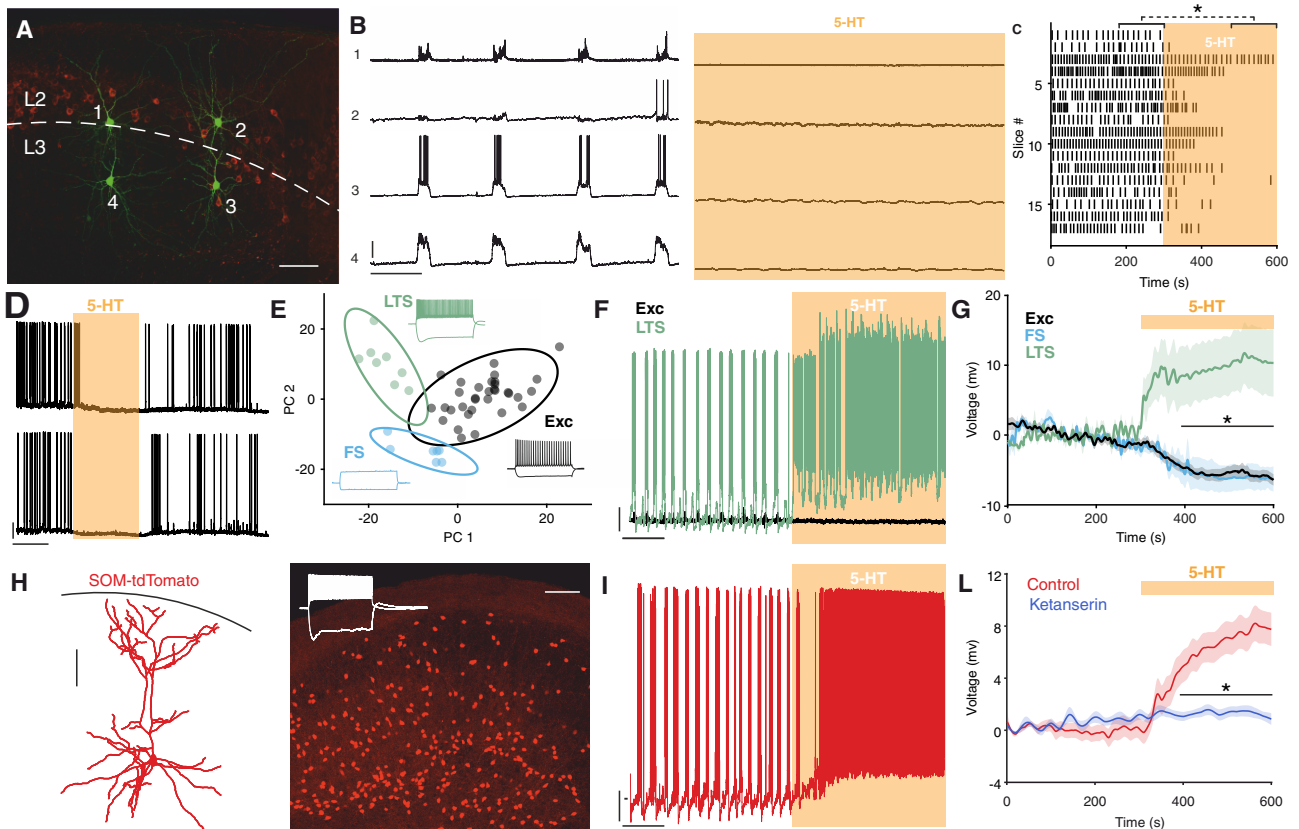 A
L2
L3
1
2
3
4
B
1
2
3
4
5-HT
C
*
5-HT
Slice #
5
10
15
0 200 400 600
Time (s)
D
5-HT
E
LTS
Exc
FS
PC 2
20
0
-20
-20 0 20
PC 1
F
Exc
LTS
5-HT
G
Exc
FS
LTS
5-HT
*
Voltage (mv)
20
10
0
-10
0 200 400 600
Time (s)
H
SOM-tdTomato
I
5-HT
L
Control
Ketanserin
5-HT
*
Voltage (mv)
12
8
4
0
-4
0 200 400 600
Time (s)